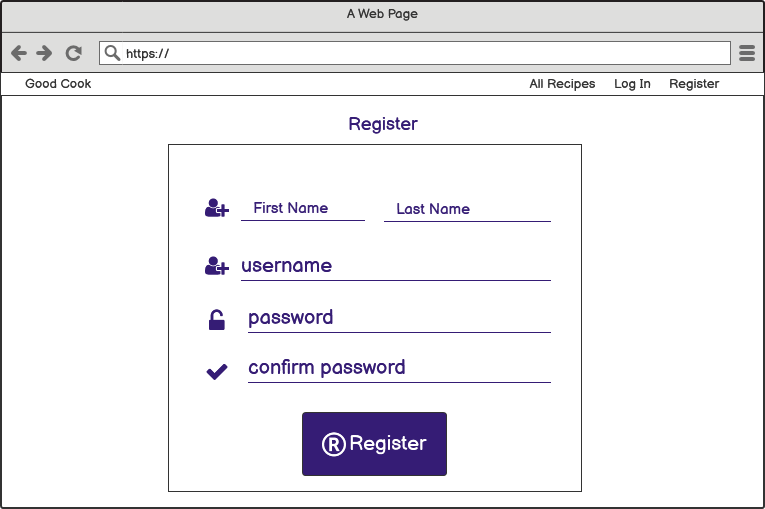 A Web Page
https://
Good Cook All Recipes Log In Register
Register
First Name Last Name
username
password
confirm password
® Register